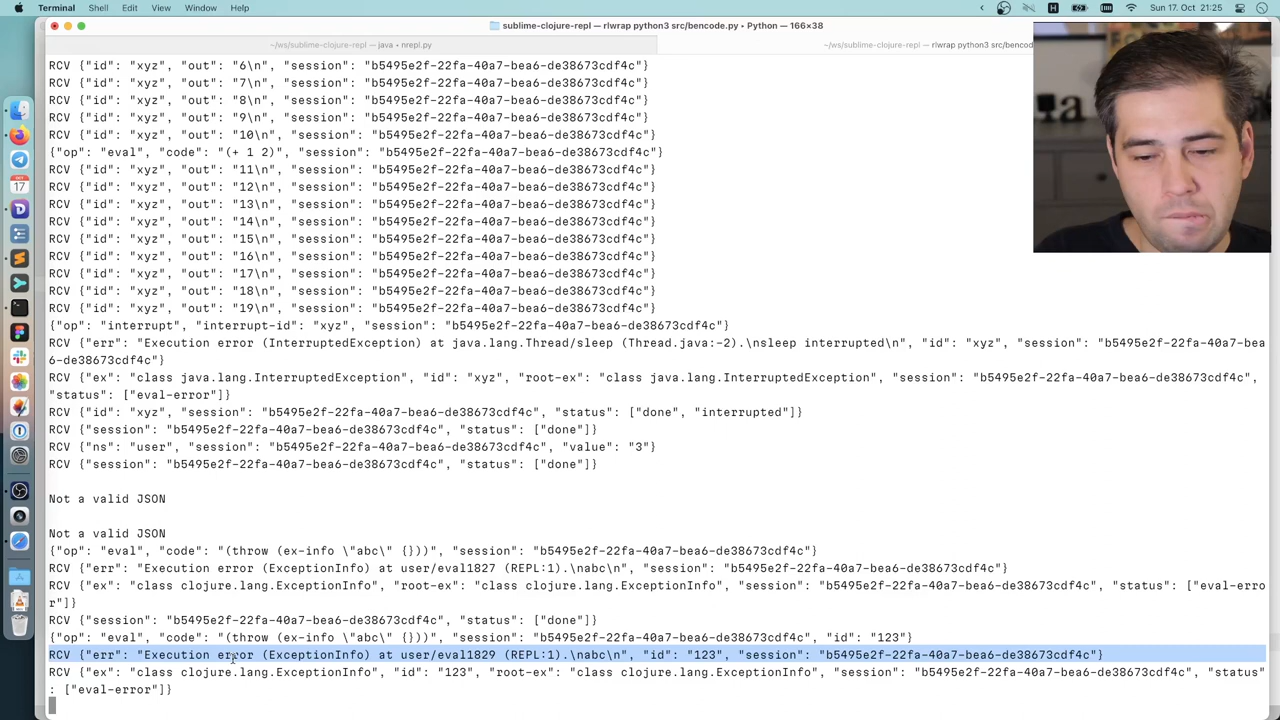 Terminal Shell Edit View Window Help Sun 17. Oct 21:25
sublime-clojure-repl — rlwrap python3 src/bencode.py • Python — 166×38
~/ws/sublime-clojure-repl — java • nrepl.py ~/ws/sublime-clojure-repl — rlwrap python3 src/bencod
RCV {"id": "xyz", "out": "6\n", "session": "b5495e2f-22fa-40a7-bea6-de38673cdf4c"}
RCV {"id": "xyz", "out": "7\n", "session": "b5495e2f-22fa-40a7-bea6-de38673cdf4c"}
RCV {"id": "xyz", "out": "8\n", "session": "b5495e2f-22fa-40a7-bea6-de38673cdf4c"}
RCV {"id": "xyz", "out": "9\n", "session": "b5495e2f-22fa-40a7-bea6-de38673cdf4c"}
RCV {"id": "xyz", "out": "10\n", "session": "b5495e2f-22fa-40a7-bea6-de38673cdf4c"}
{"op": "eval", "code": "(+ 1 2)", "session": "b5495e2f-22fa-40a7-bea6-de38673cdf4c"}
RCV {"id": "xyz", "out": "11\n", "session": "b5495e2f-22fa-40a7-bea6-de38673cdf4c"}
RCV {"id": "xyz", "out": "12\n", "session": "b5495e2f-22fa-40a7-bea6-de38673cdf4c"}
RCV {"id": "xyz", "out": "13\n", "session": "b5495e2f-22fa-40a7-bea6-de38673cdf4c"}
RCV {"id": "xyz", "out": "14\n", "session": "b5495e2f-22fa-40a7-bea6-de38673cdf4c"}
RCV {"id": "xyz", "out": "15\n", "session": "b5495e2f-22fa-40a7-bea6-de38673cdf4c"}
RCV {"id": "xyz", "out": "16\n", "session": "b5495e2f-22fa-40a7-bea6-de38673cdf4c"}
RCV {"id": "xyz", "out": "17\n", "session": "b5495e2f-22fa-40a7-bea6-de38673cdf4c"}
RCV {"id": "xyz", "out": "18\n", "session": "b5495e2f-22fa-40a7-bea6-de38673cdf4c"}
RCV {"id": "xyz", "out": "19\n", "session": "b5495e2f-22fa-40a7-bea6-de38673cdf4c"}
{"op": "interrupt", "interrupt-id": "xyz", "session": "b5495e2f-22fa-40a7-bea6-de38673cdf4c"}
RCV {"err": "Execution error (InterruptedException) at java.lang.Thread/sleep (Thread.java:-2).\nsleep interrupted\n", "id": "xyz", "session": "b5495e2f-22fa-40a7-bea
6-de38673cdf4c"}
RCV {"ex": "class java.lang.InterruptedException", "id": "xyz", "root-ex": "class java.lang.InterruptedException", "session": "b5495e2f-22fa-40a7-bea6-de38673cdf4c",
"status": ["eval-error"]}
RCV {"id": "xyz", "session": "b5495e2f-22fa-40a7-bea6-de38673cdf4c", "status": ["done", "interrupted"]}
RCV {"session": "b5495e2f-22fa-40a7-bea6-de38673cdf4c", "status": ["done"]}
RCV {"ns": "user", "session": "b5495e2f-22fa-40a7-bea6-de38673cdf4c", "value": "3"}
RCV {"session": "b5495e2f-22fa-40a7-bea6-de38673cdf4c", "status": ["done"]}
Not a valid JSON
Not a valid JSON
{"op": "eval", "code": "(throw (ex-info \"abc\" {}))", "session": "b5495e2f-22fa-40a7-bea6-de38673cdf4c"}
RCV {"err": "Execution error (ExceptionInfo) at user/eval1827 (REPL:1).\nabc\n", "session": "b5495e2f-22fa-40a7-bea6-de38673cdf4c"}
RCV {"ex": "class clojure.lang.ExceptionInfo", "root-ex": "class clojure.lang.ExceptionInfo", "session": "b5495e2f-22fa-40a7-bea6-de38673cdf4c", "status": ["eval-erro
r"]}
RCV {"session": "b5495e2f-22fa-40a7-bea6-de38673cdf4c", "status": ["done"]}
{"op": "eval", "code": "(throw (ex-info \"abc\" {}))", "session": "b5495e2f-22fa-40a7-bea6-de38673cdf4c", "id": "123"}
RCV {"err": "Execution error (ExceptionInfo) at user/eval1829 (REPL:1).\nabc\n", "id": "123", "session": "b5495e2f-22fa-40a7-bea6-de38673cdf4c"}
RCV {"ex": "class clojure.lang.ExceptionInfo", "id": "123", "root-ex": "class clojure.lang.ExceptionInfo", "session": "b5495e2f-22fa-40a7-bea6-de38673cdf4c", "status"
: ["eval-error"]}